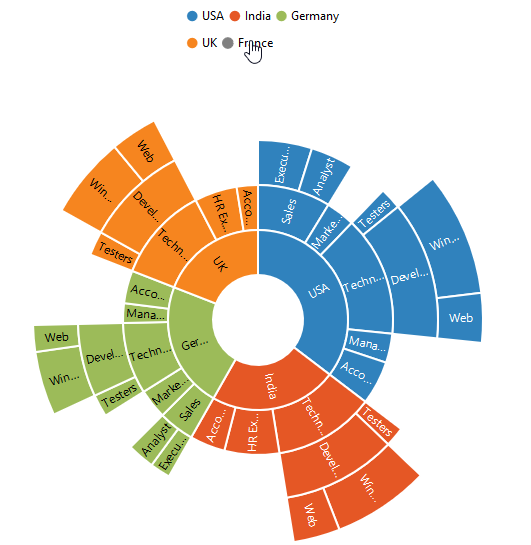 USA India Germany
UK France
Execu...
Analyst
Sales
Marke...
Testers
Win...
Devel...
Techn...
Web
USA
Mana...
Acco...
India
Techn...
Testers
Devel...
Win...
Web
HR Ex...
Acco...
Ger...
Sales
Execu...
Analyst
Marke...
Techn...
Testers
Devel...
Win...
Web
Mana...
Acco...
UK
Techn...
Testers
Devel...
Win...
Web
HR Ex...
Acco...